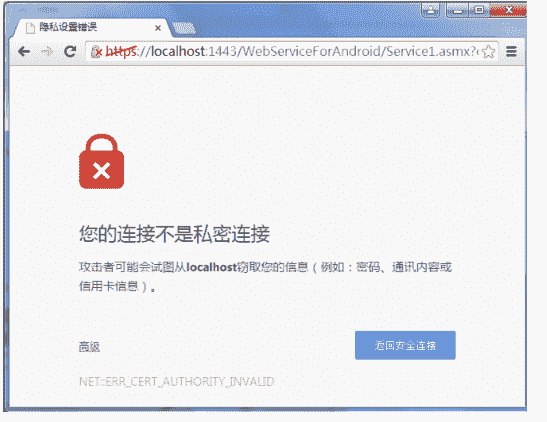 隐私设置错误
https://localhost:1443/WebServiceForAndroid/Service1.asmx?
您的连接不是私密连接
攻击者可能会试图从localhost窃取您的信息（例如：密码、通讯内容或
信用卡信息）。
高级
返回安全连接
NET::ERR_CERT_AUTHORITY_INVALID